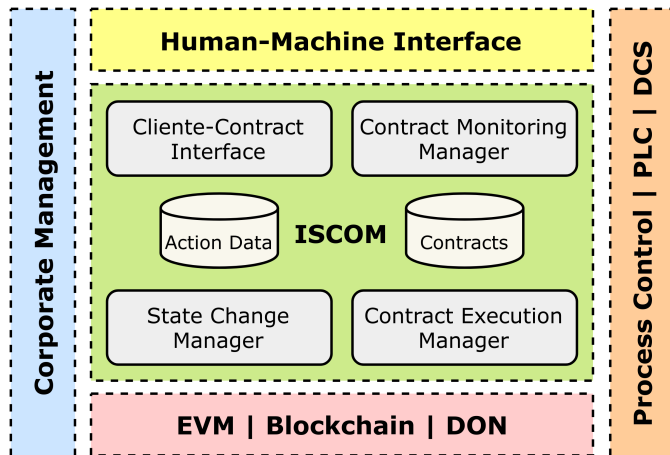 Human-Machine Interface
Corporate Management
Cliente-Contract
Interface
Contract Monitoring
Manager
Action Data
ISCOM
Contracts
State Change
Manager
Contract Execution
Manager
Process Control | PLC | DCS
EVM | Blockchain | DON